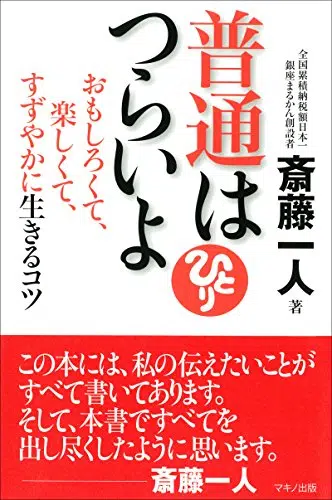 全国累積納税額日本一
銀座まるかん創設者
斎藤一人 著
普通は
つらいよ
おもしろくて、
楽しくて、
すずやかに生きるコツ
ひとり
この本には、私の伝えたいことが
すべて書いてあります。
そして、本書ですべてを
出し尽くしたように思います。
斎藤一人
マキノ出版